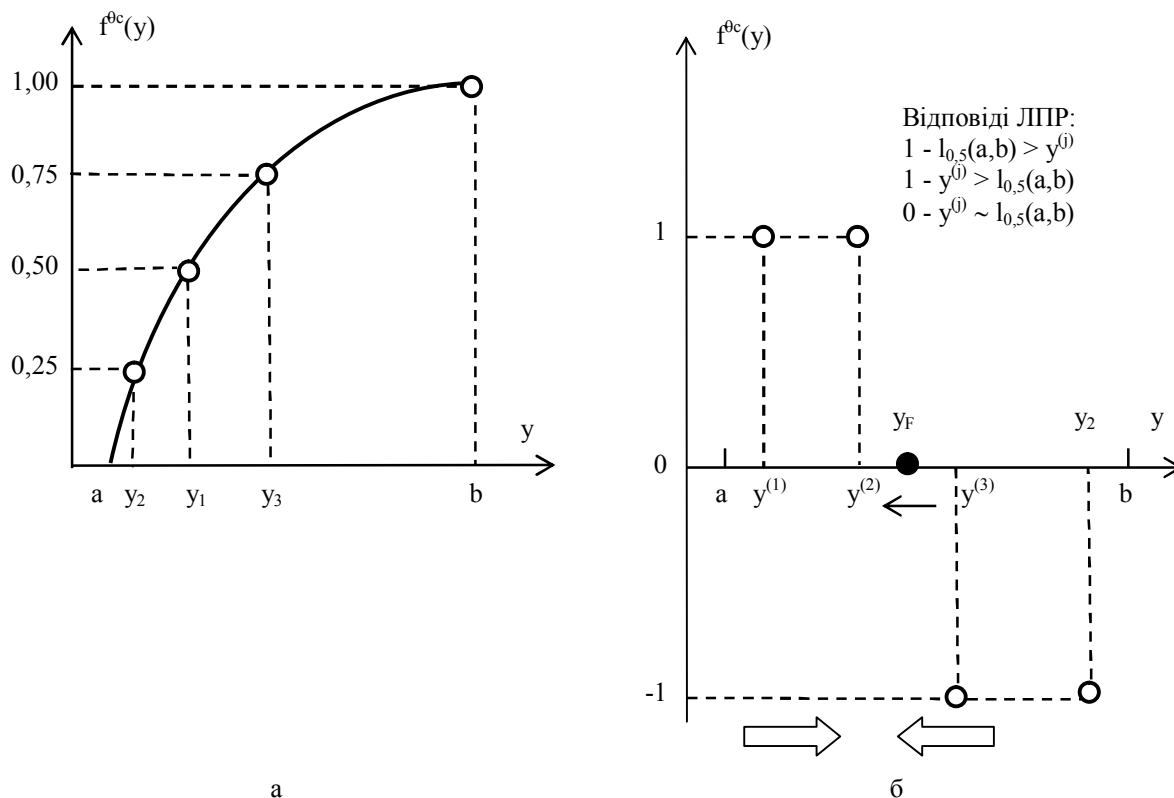 f^θc(y)
1,00
0,75
0,50
0,25
y
a y₂ y₁ y₃ b
а
f^θc(y)
Відповіді ЛПР:
1 - l₀,₅(a,b) > y⁽ʲ⁾
1 - y⁽ʲ⁾ > l₀,₅(a,b)
0 - y⁽ʲ⁾ ~ l₀,₅(a,b)
1
y_F y₂ y
0
a y⁽¹⁾ y⁽²⁾ y⁽³⁾ b
-1
б